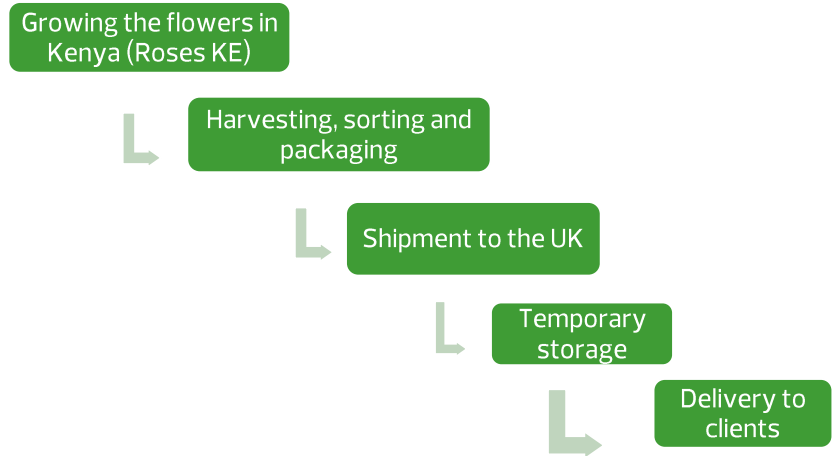 Growing the flowers in
Kenya (Roses KE)
Harvesting, sorting and
packaging
Shipment to the UK
Temporary
storage
Delivery to
clients